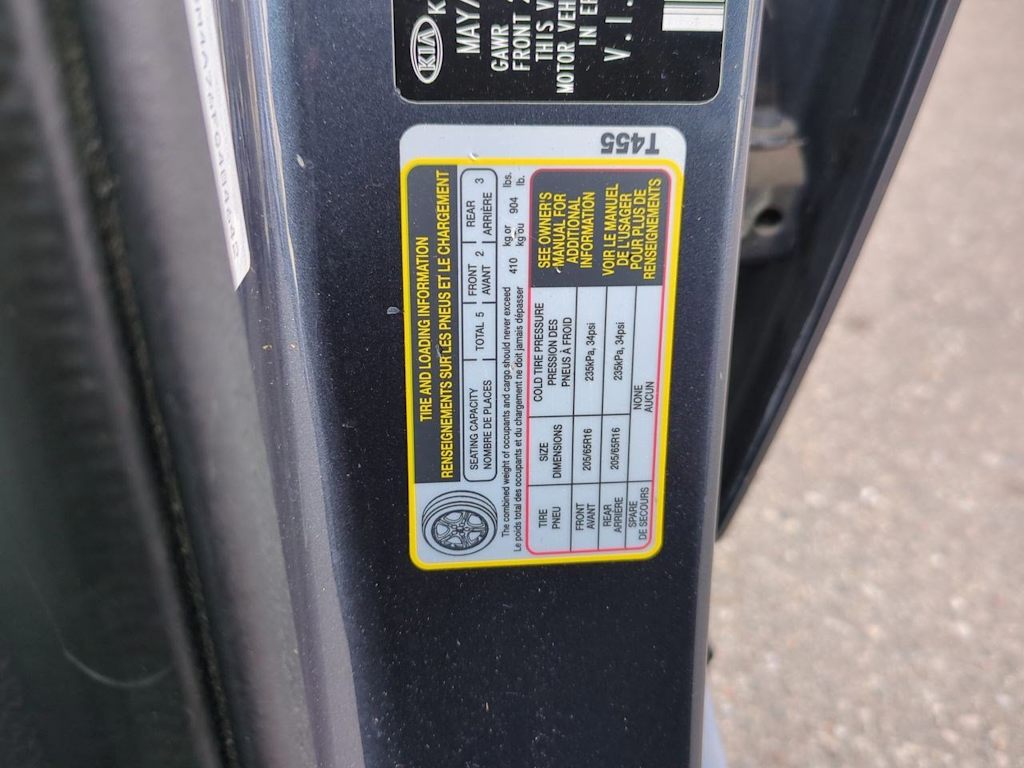 KIA
MAY/
GAWR
FRONT 2
THIS V
MOTOR VEH
IN EF
V.I.
T455
TIRE AND LOADING INFORMATION
RENSEIGNEMENTS SUR LES PNEUS ET LE CHARGEMENT
SEATING CAPACITY TOTAL 5 FRONT 2 REAR 3
NOMBRE DE PLACES AVANT ARRIÈRE
The combined weight of occupants and cargo should never exceed 410 kg or 904 lbs.
Le poids total des occupants et du chargement ne doit jamais dépasser kg ou lb.
TIRE SIZE COLD TIRE PRESSURE
PNEU DIMENSIONS PRESSION DES
PNEUS À FROID
FRONT 205/65R16 235kPa, 34psi
AVANT
REAR 205/65R16 235kPa, 34psi
ARRIÈRE
SPARE NONE
DE SECOURS AUCUN
SEE OWNER'S
MANUAL FOR
ADDITIONAL
INFORMATION
VOIR LE MANUEL
DE L'USAGER
POUR PLUS DE
RENSEIGNEMENTS